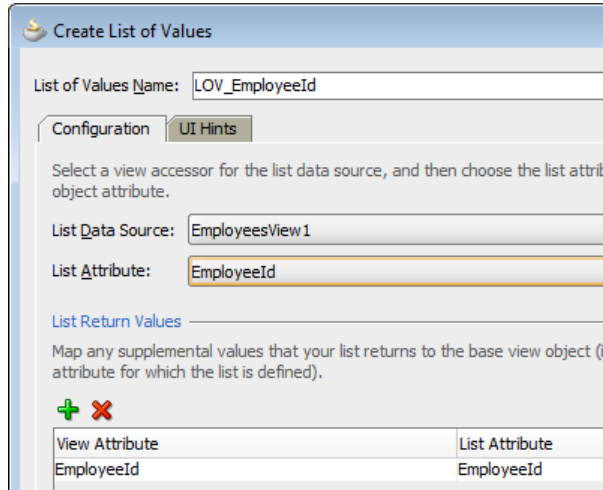 Create List of Values
List of Values Name: LOV_EmployeeId
Configuration UI Hints
Select a view accessor for the list data source, and then choose the list
object attribute.
List Data Source: EmployeesView1
List Attribute: EmployeeId
List Return Values
Map any supplemental values that your list returns to the base view object
attribute for which the list is defined).
View Attribute List Attribute
EmployeeId EmployeeId